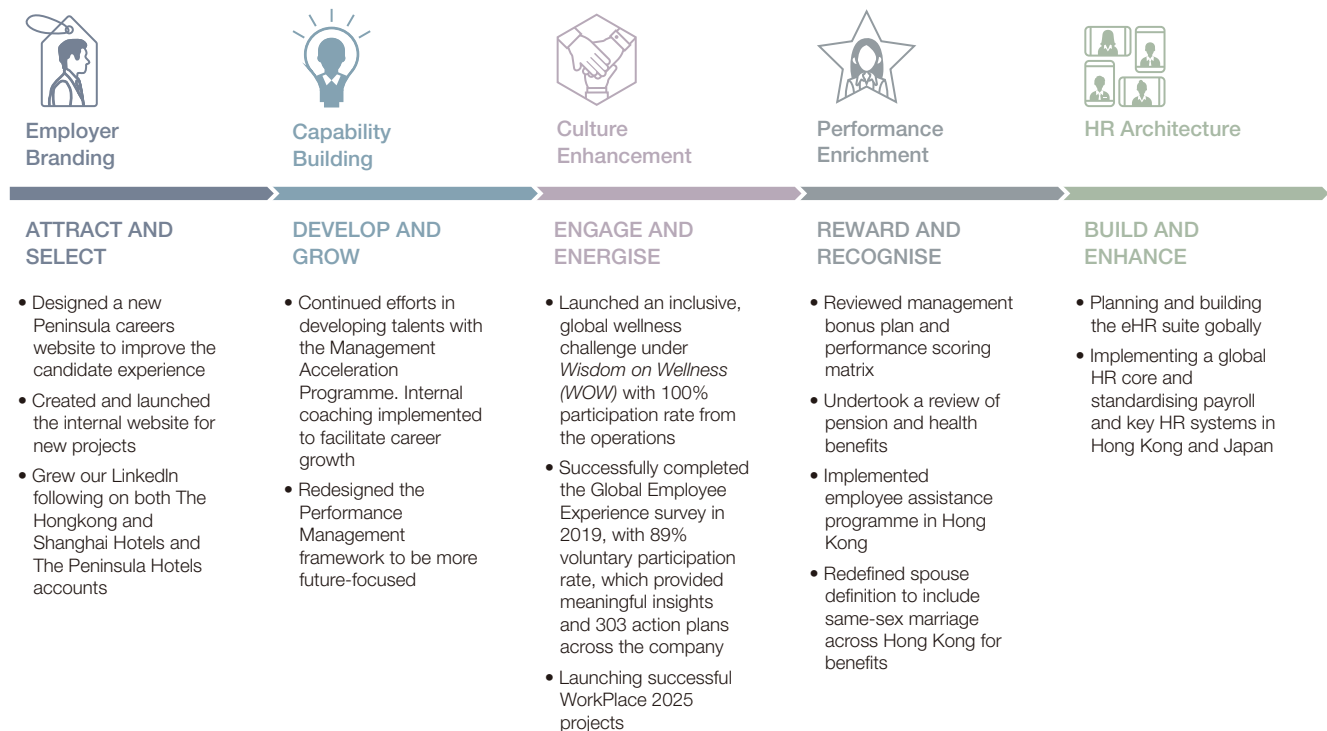 Employer
Branding
Capability
Building
Culture
Enhancement
Performance
Enrichment
HR Architecture
ATTRACT AND
SELECT
• Designed a new
Peninsula careers
website to improve the
candidate experience
• Created and launched
the internal website for
new projects
• Grew our LinkedIn
following on both The
Hongkong and
Shanghai Hotels and
The Peninsula Hotels
accounts
DEVELOP AND
GROW
• Continued efforts in
developing talents with
the Management
Acceleration
Programme. Internal
coaching implemented
to facilitate career
growth
• Redesigned the
Performance
Management
framework to be more
future-focused
ENGAGE AND
ENERGISE
• Launched an inclusive,
global wellness
challenge under
Wisdom on Wellness
(WOW) with 100%
participation rate from
the operations
• Successfully completed
the Global Employee
Experience survey in
2019, with 89%
voluntary participation
rate, which provided
meaningful insights
and 303 action plans
across the company
• Launching successful
WorkPlace 2025
projects
REWARD AND
RECOGNISE
• Reviewed management
bonus plan and
performance scoring
matrix
• Undertook a review of
pension and health
benefits
• Implemented
employee assistance
programme in Hong
Kong
• Redefined spouse
definition to include
same-sex marriage
across Hong Kong for
benefits
BUILD AND
ENHANCE
• Planning and building
the eHR suite gobally
• Implementing a global
HR core and
standardising payroll
and key HR systems in
Hong Kong and Japan